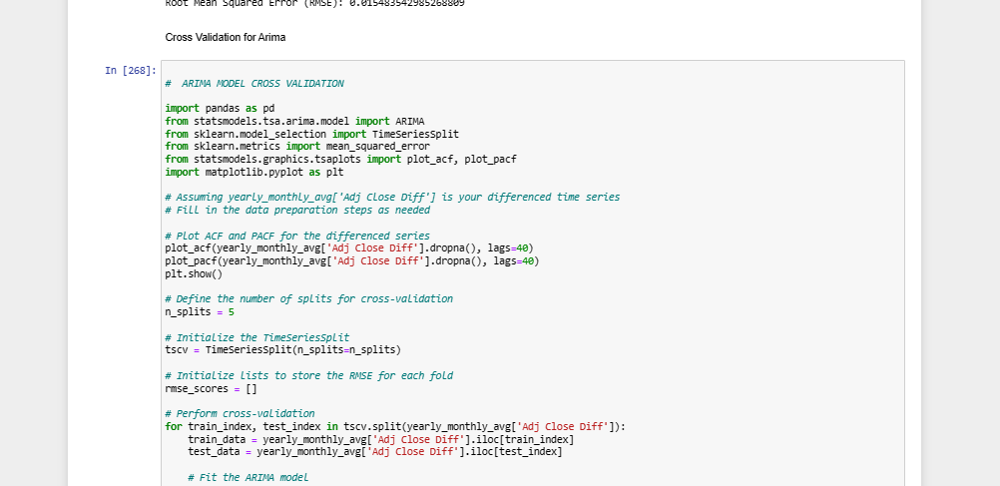 Root Mean Squared Error (RMSE): 0.015483542985268809
Cross Validation for Arima
In [268]:
# ARIMA MODEL CROSS VALIDATION
import pandas as pd
from statsmodels.tsa.arima.model import ARIMA
from sklearn.model_selection import TimeSeriesSplit
from sklearn.metrics import mean_squared_error
from statsmodels.graphics.tsaplots import plot_acf, plot_pacf
import matplotlib.pyplot as plt
# Assuming yearly_monthly_avg['Adj Close Diff'] is your differenced time series
# Fill in the data preparation steps as needed
# Plot ACF and PACF for the differenced series
plot_acf(yearly_monthly_avg['Adj Close Diff'].dropna(), lags=40)
plot_pacf(yearly_monthly_avg['Adj Close Diff'].dropna(), lags=40)
plt.show()
# Define the number of splits for cross-validation
n_splits = 5
# Initialize the TimeSeriesSplit
tscv = TimeSeriesSplit(n_splits=n_splits)
# Initialize lists to store the RMSE for each fold
rmse_scores = []
# Perform cross-validation
for train_index, test_index in tscv.split(yearly_monthly_avg['Adj Close Diff']):
    train_data = yearly_monthly_avg['Adj Close Diff'].iloc[train_index]
    test_data = yearly_monthly_avg['Adj Close Diff'].iloc[test_index]
    # Fit the ARIMA model